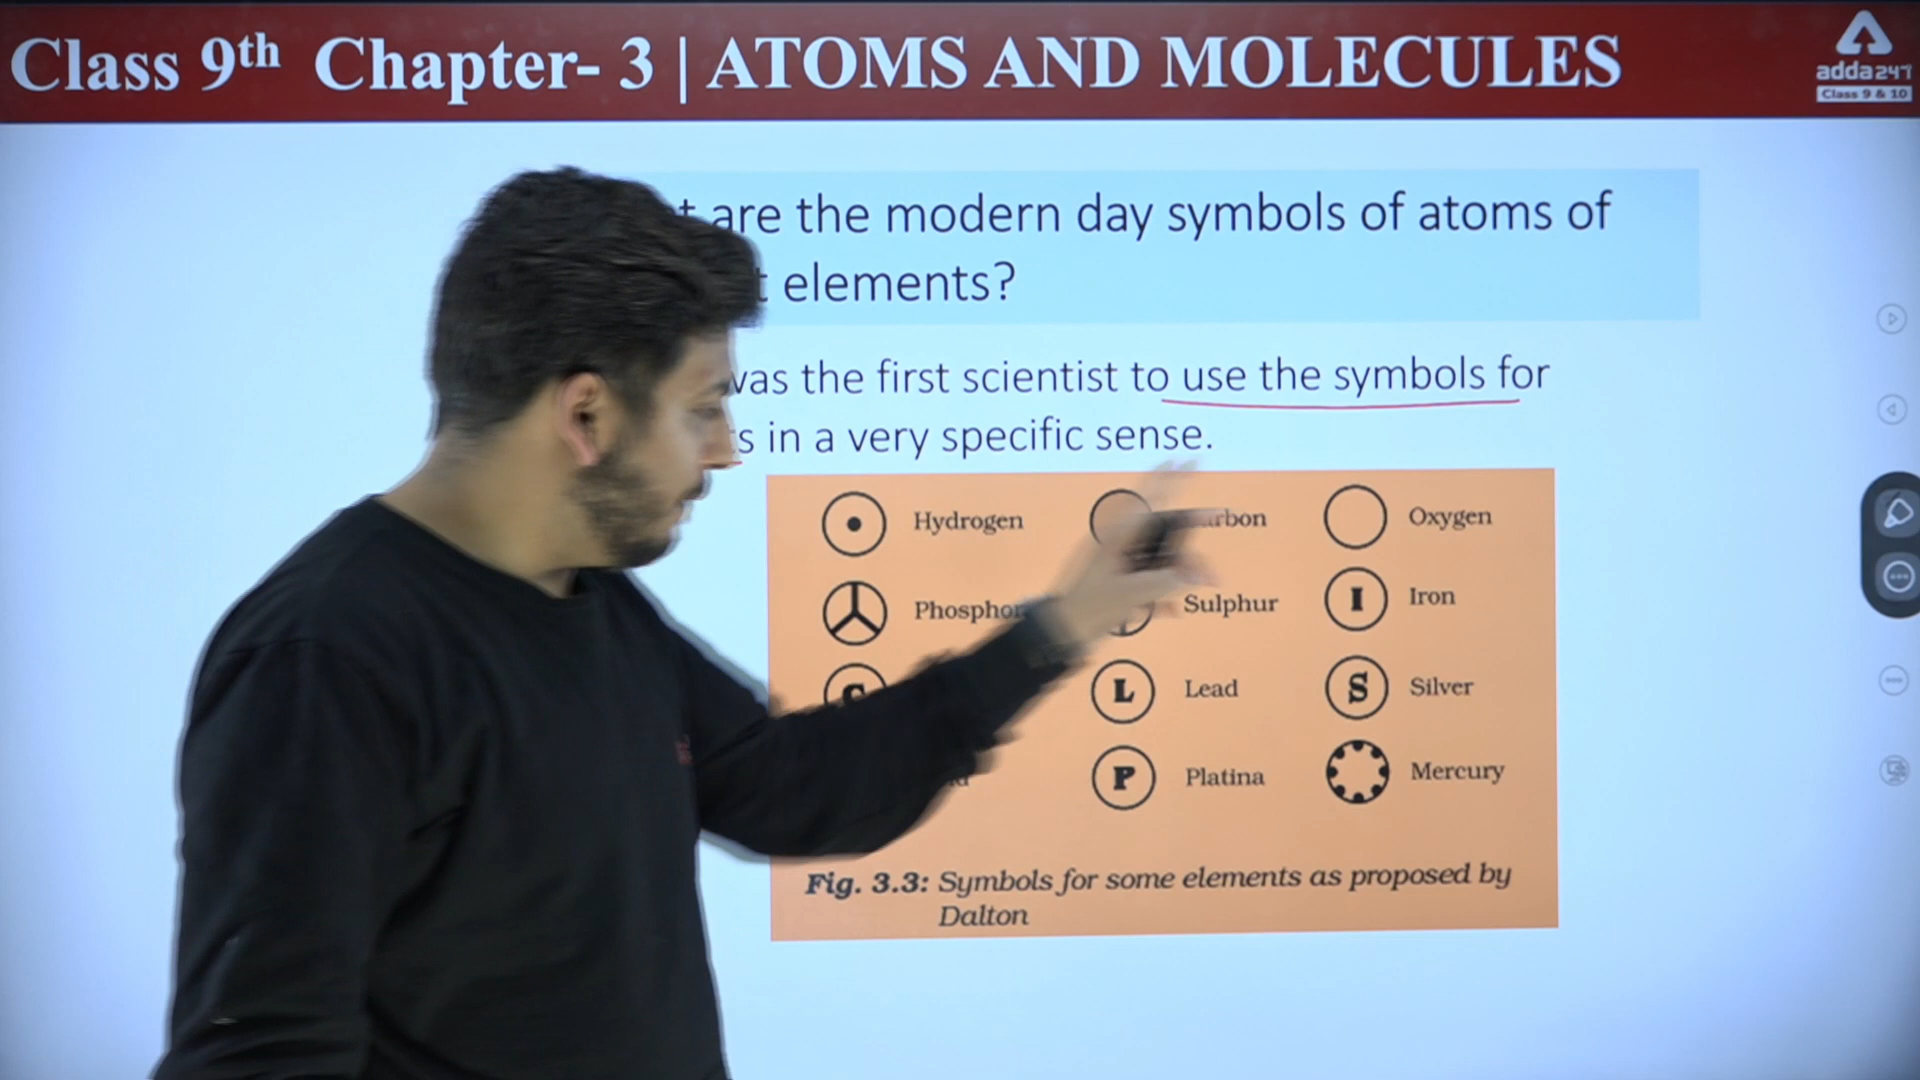 Class 9th Chapter- 3 | ATOMS AND MOLECULES
adda247
Class 9 & 10
are the modern day symbols of atoms of
elements?
was the first scientist to use the symbols for
in a very specific sense.
Hydrogen Oxygen
Sulphur I Iron
L Lead S Silver
P Platina Mercury
Fig. 3.3: Symbols for some elements as proposed by
Dalton